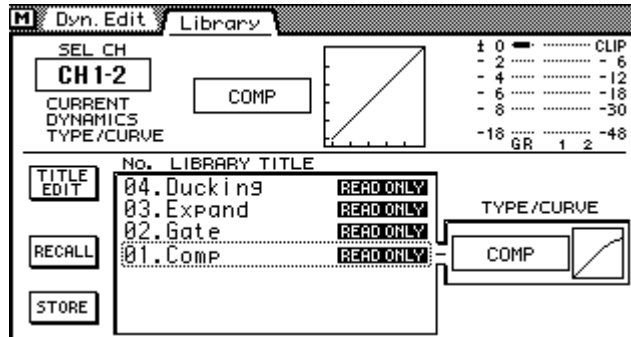 M Dyn. Edit Library
SEL CH
CH1-2
CURRENT
DYNAMICS
TYPE/CURVE
COMP
± 0 CLIP
- 2 - 6
- 4 -12
- 6 -18
- 8 -30
-18 -48
GR 1 2
No. LIBRARY TITLE
TITLE
EDIT
RECALL
STORE
04.Ducking READ ONLY
03.Expand READ ONLY
02.Gate READ ONLY
01.Comp READ ONLY
TYPE/CURVE
COMP